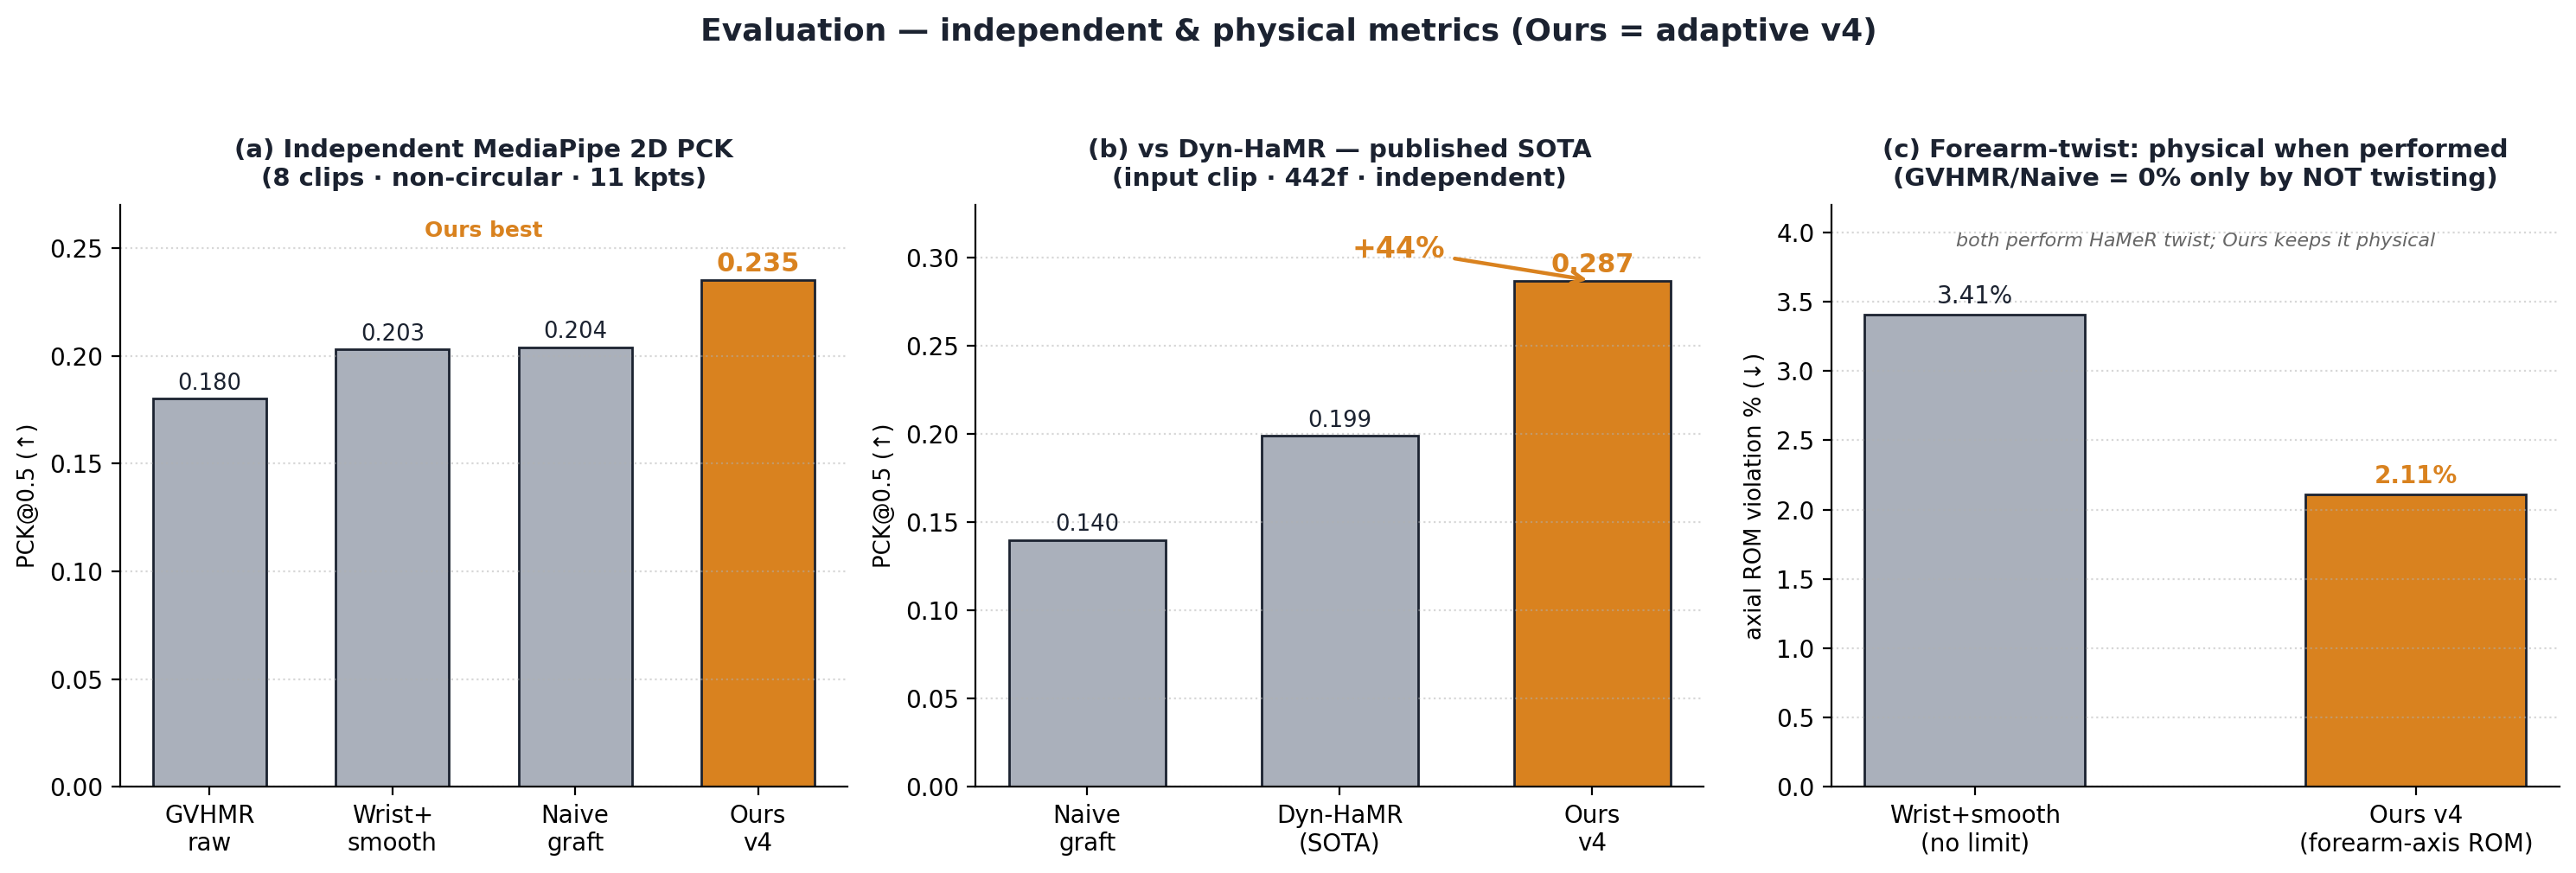 Evaluation — independent & physical metrics (Ours = adaptive v4)
(a) Independent MediaPipe 2D PCK
(8 clips · non-circular · 11 kpts)
PCK@0.5 (↑)
0.25
0.20
0.15
0.10
0.05
0.00
Ours best
0.180
0.203
0.204
0.235
GVHMR
raw
Wrist+
smooth
Naive
graft
Ours
v4
(b) vs Dyn-HaMR — published SOTA
(input clip · 442f · independent)
PCK@0.5 (↑)
0.30
0.25
0.20
0.15
0.10
0.05
0.00
+44%
0.140
0.199
0.287
Naive
graft
Dyn-HaMR
(SOTA)
Ours
v4
(c) Forearm-twist: physical when performed
(GVHMR/Naive = 0% only by NOT twisting)
axial ROM violation % (↓)
4.0
3.5
3.0
2.5
2.0
1.5
1.0
0.5
0.0
both perform HaMeR twist; Ours keeps it physical
3.41%
2.11%
Wrist+smooth
(no limit)
Ours v4
(forearm-axis ROM)